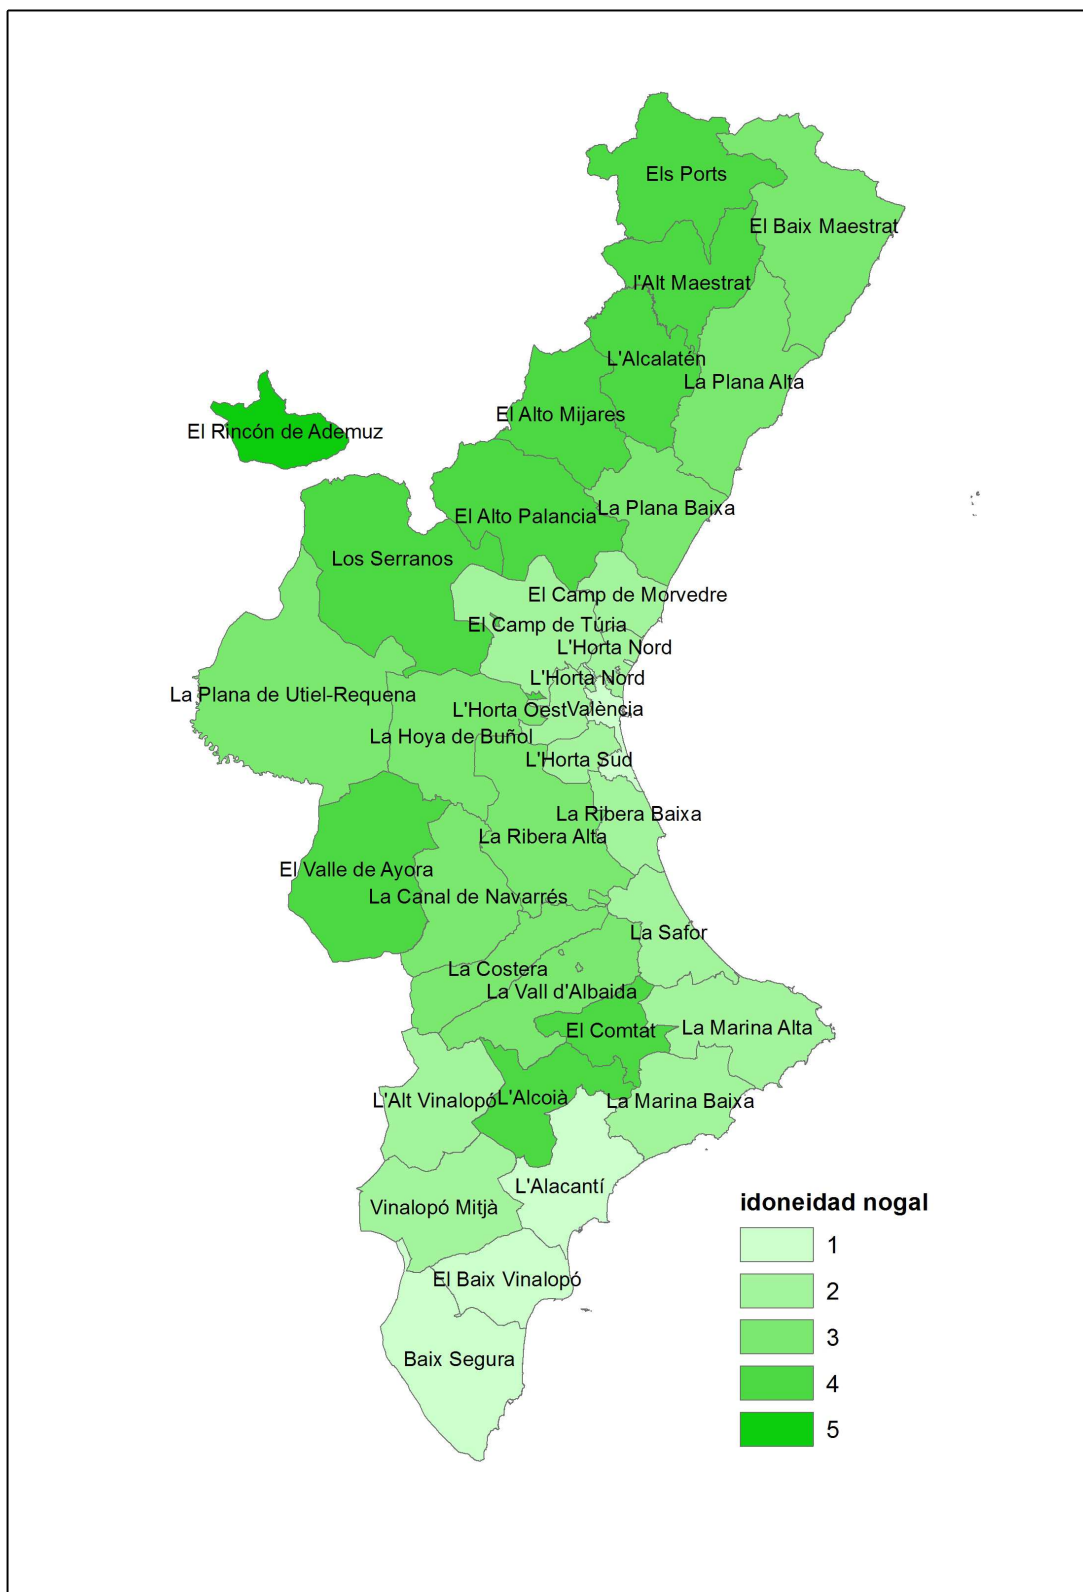 Els Ports
El Baix Maestrat
l'Alt Maestrat
L'Alcalatén
La Plana Alta
El Alto Mijares
El Rincón de Ademuz
La Plana Baixa
El Alto Palancia
Los Serranos
El Camp de Morvedre
El Camp de Túria
L'Horta Nord
L'Horta Nord
La Plana de Utiel-Requena
L'Horta Oest
València
La Hoya de Buñol
L'Horta Sud
La Ribera Baixa
La Ribera Alta
El Valle de Ayora
La Canal de Navarrés
La Safor
La Costera
La Vall d'Albaida
El Comtat
La Marina Alta
L'Alt Vinalopó
L'Alcoià
La Marina Baixa
L'Alacantí
Vinalopó Mitjà
El Baix Vinalopó
Baix Segura
idoneidad nogal
1
2
3
4
5